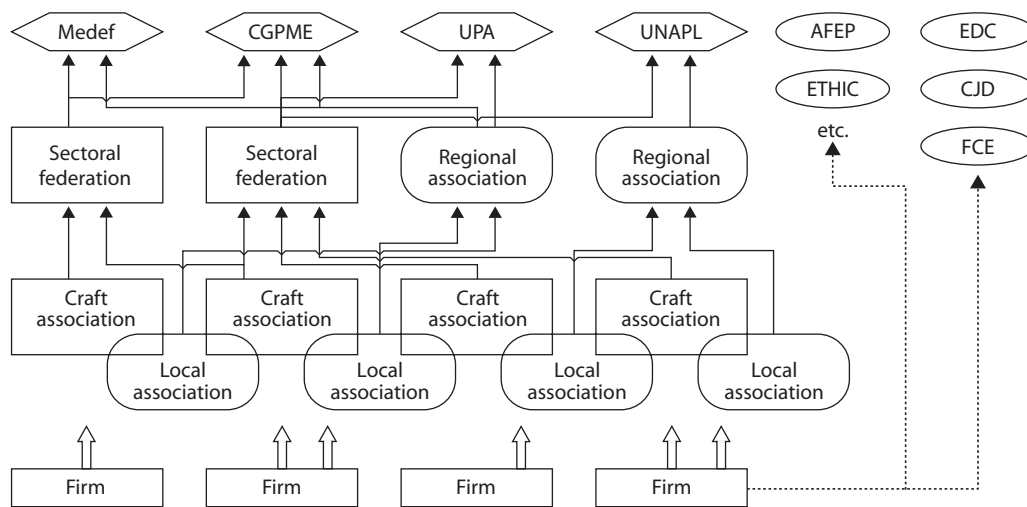 Medef
CGPME
UPA
UNAPL
AFEP
EDC
ETHIC
CJD
etc.
FCE
Sectoral
federation
Sectoral
federation
Regional
association
Regional
association
Craft
association
Craft
association
Craft
association
Craft
association
Local
association
Local
association
Local
association
Local
association
Firm
Firm
Firm
Firm